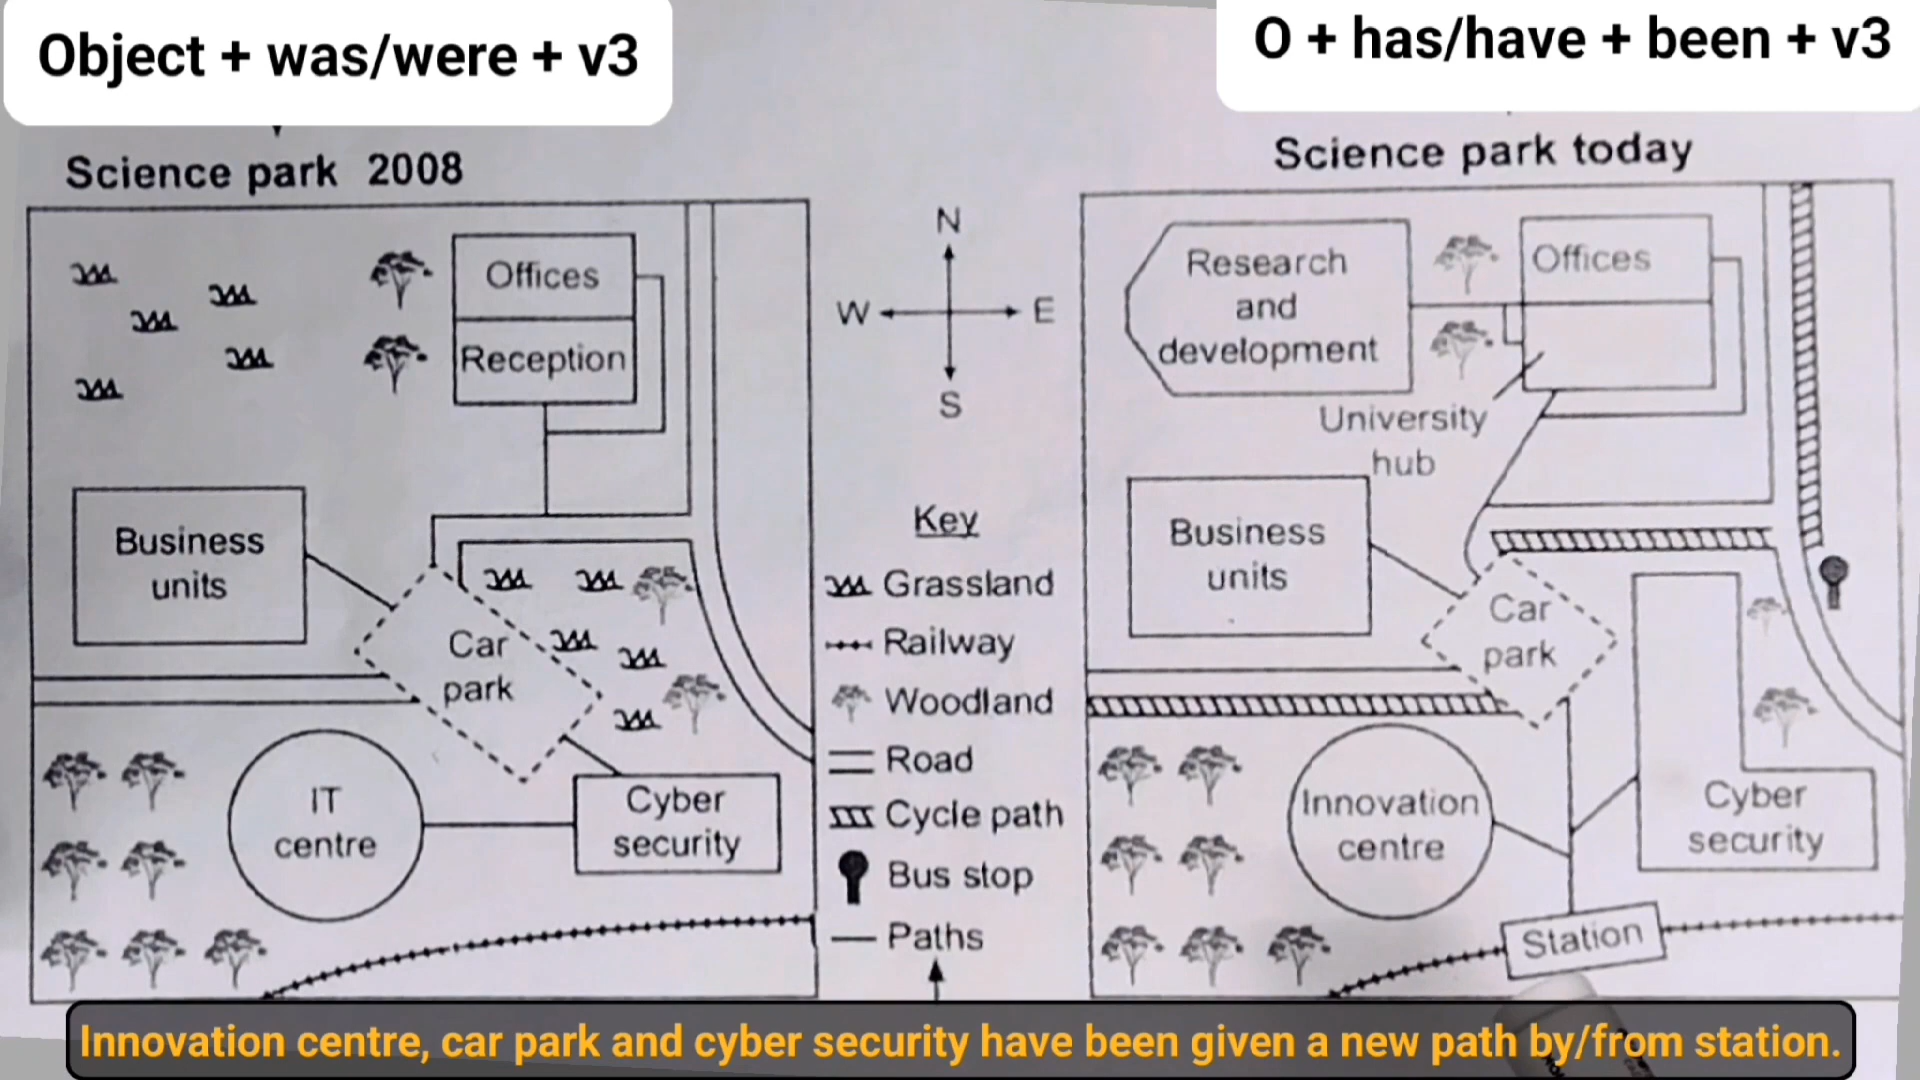 Object + was/were + v3
O + has/have + been + v3
Science park 2008
Science park today
Offices
Reception
Business
units
Car
park
IT
centre
Cyber
security
N
W
E
S
Key
Grassland
Railway
Woodland
Road
Cycle path
Bus stop
Paths
Research
and
development
Offices
University
hub
Business
units
Car
park
Innovation
centre
Cyber
security
Station
Innovation centre, car park and cyber security have been given a new path by/from station.